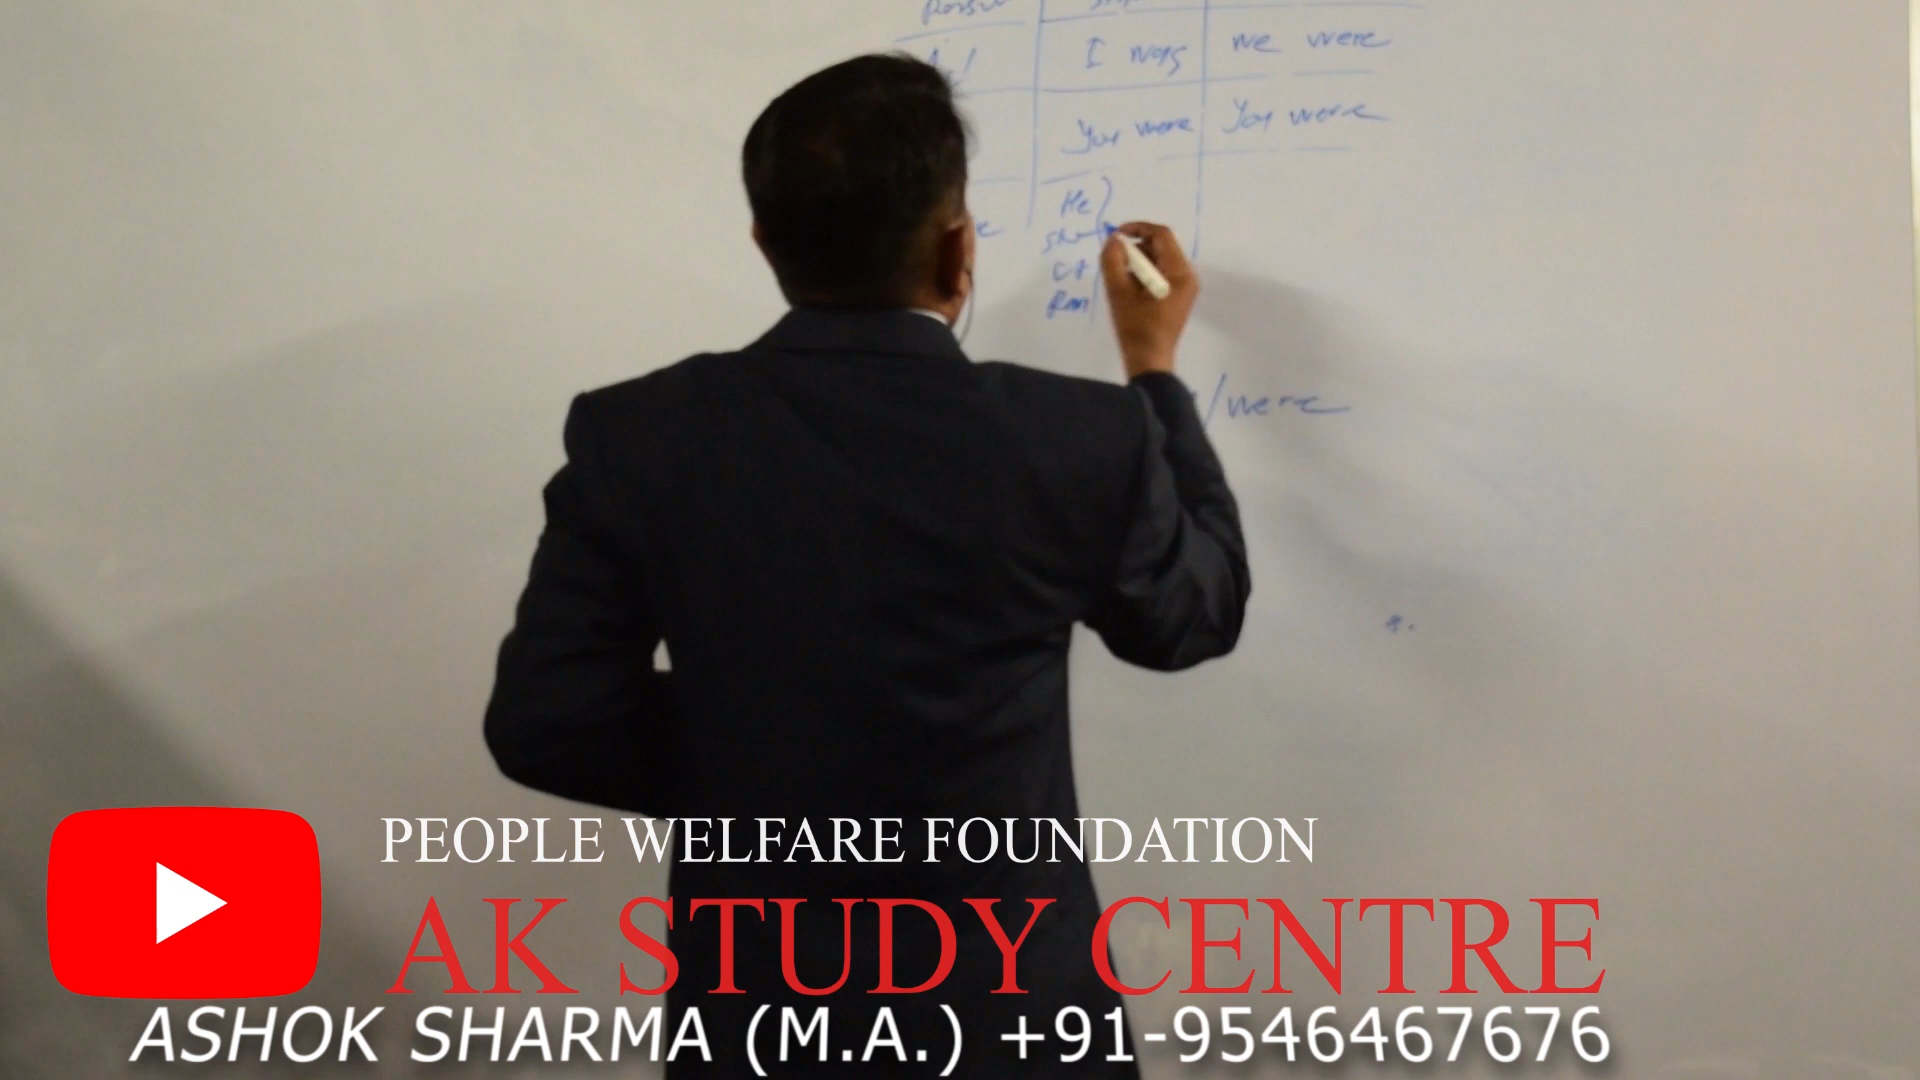 I was we were
You were You were
He
She
it
Ram
/were
PEOPLE WELFARE FOUNDATION
AK STUDY CENTRE
ASHOK SHARMA (M.A.) +91-9546467676